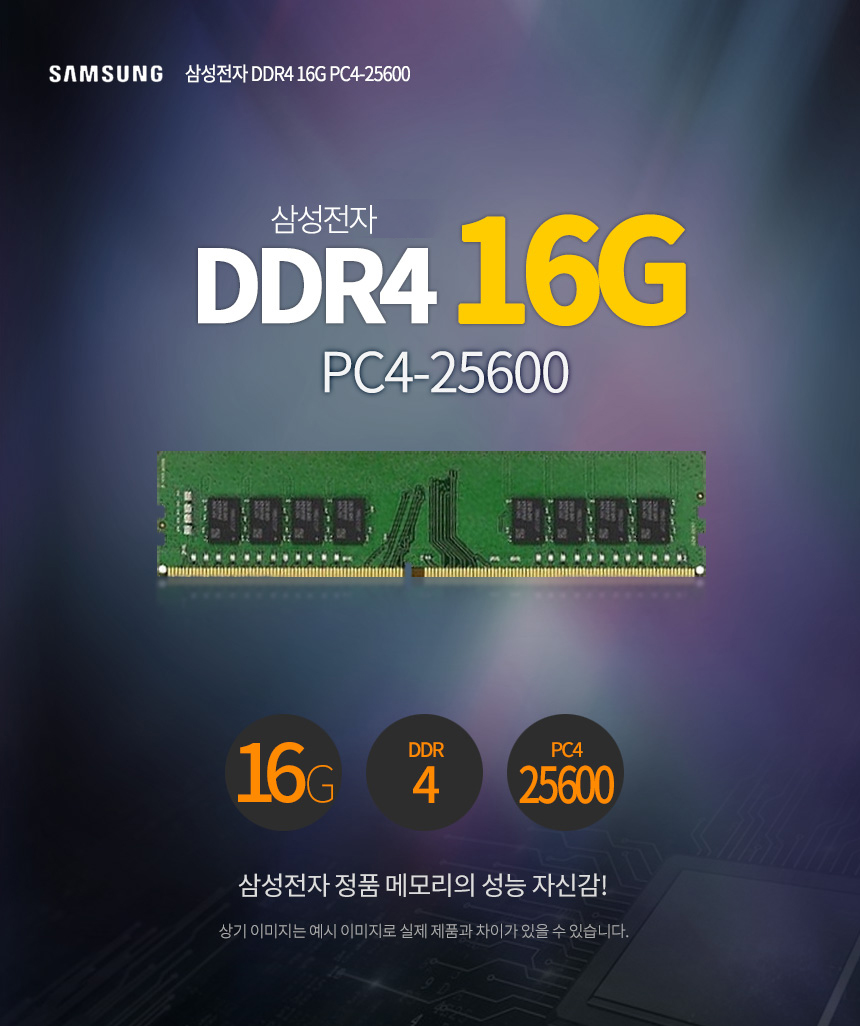 SAMSUNG 삼성전자 DDR4 16G PC4-25600
삼성전자
DDR4 16G
PC4-25600
16G
DDR
4
PC4
25600
삼성전자 정품 메모리의 성능 자신감!
상기 이미지는 예시 이미지로 실제 제품과 차이가 있을 수 있습니다.